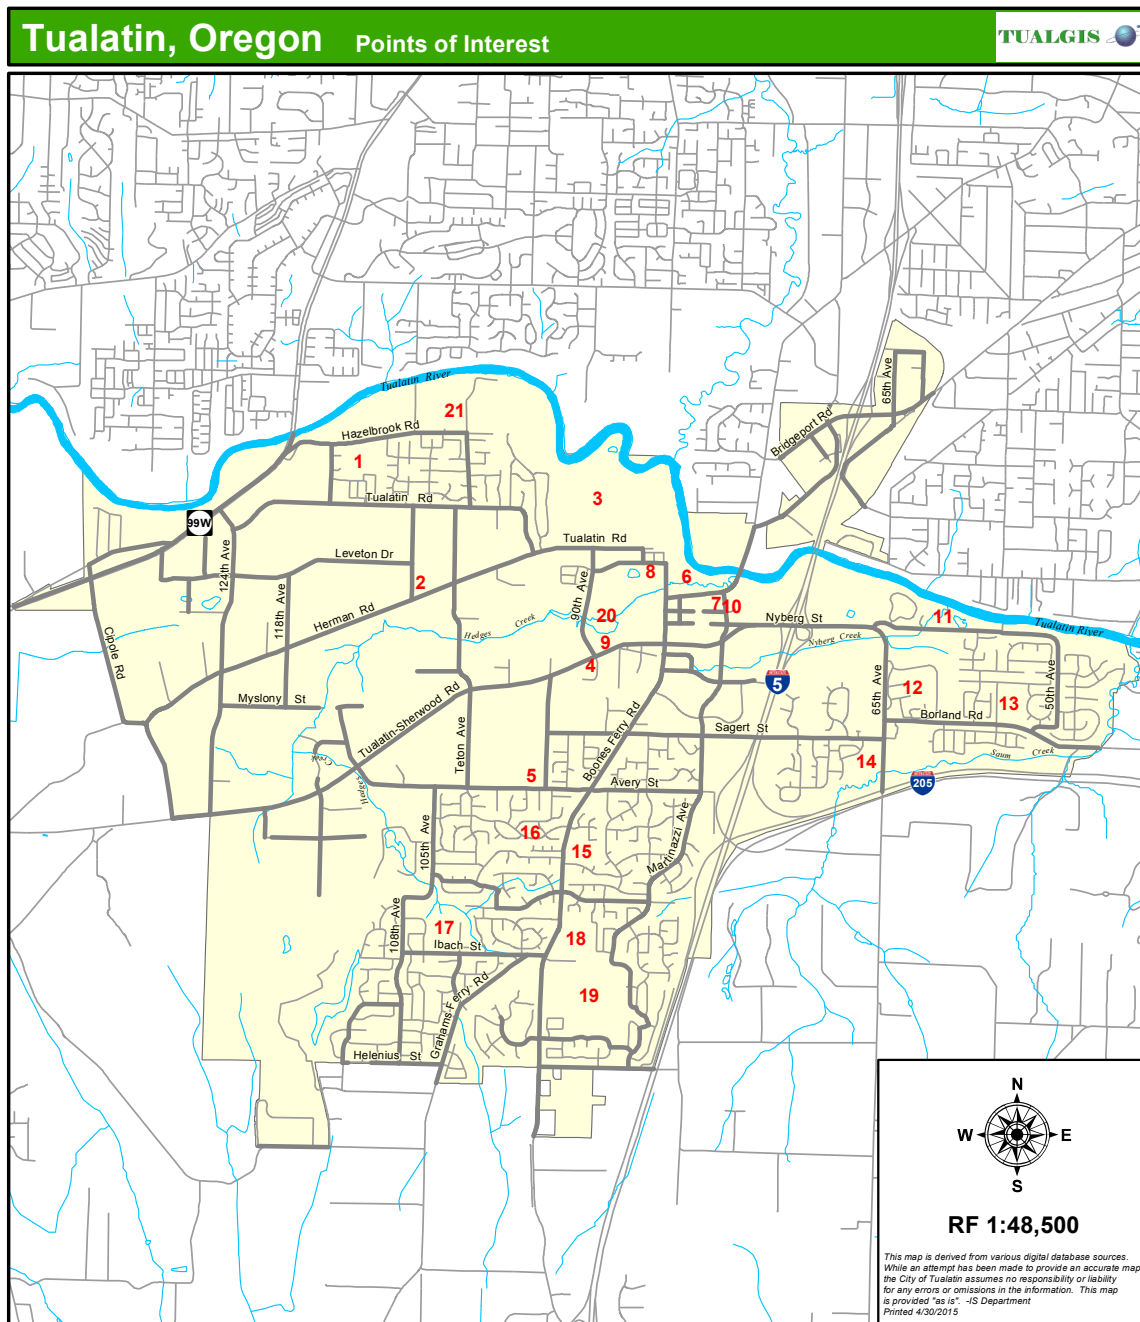 Tualatin, Oregon Points of Interest
TUALGIS
Tualatin River
65th Ave
21
Hazelbrook Rd
Bridgeport Rd
1
3
Tualatin Rd
99W
Tualatin Rd
124th Ave
Leveton Dr
2
90th Ave
8
6
118th Ave
Herman Rd
20
7
10
Nyberg St
11
Tualatin River
Cipole Rd
Hedges Creek
9
Nyberg Creek
4
5
65th Ave
12
13
50th Ave
Myslony St
Tualatin-Sherwood Rd
Boones Ferry Rd
Borland Rd
Teton Ave
Sagert St
Saum Creek
14
Hedges Creek
5
Avery St
205
105th Ave
16
15
Martinazzi Ave
108th Ave
17
18
Ibach St
Grahams Ferry Rd
19
Helenius St
N
W E
S
RF 1:48,500
This map is derived from various digital database sources.
While an attempt has been made to provide an accurate map,
the City of Tualatin assumes no responsibility or liability
for any errors or omissions in the information. This map
is provided "as is". -IS Department
Printed 4/30/2015